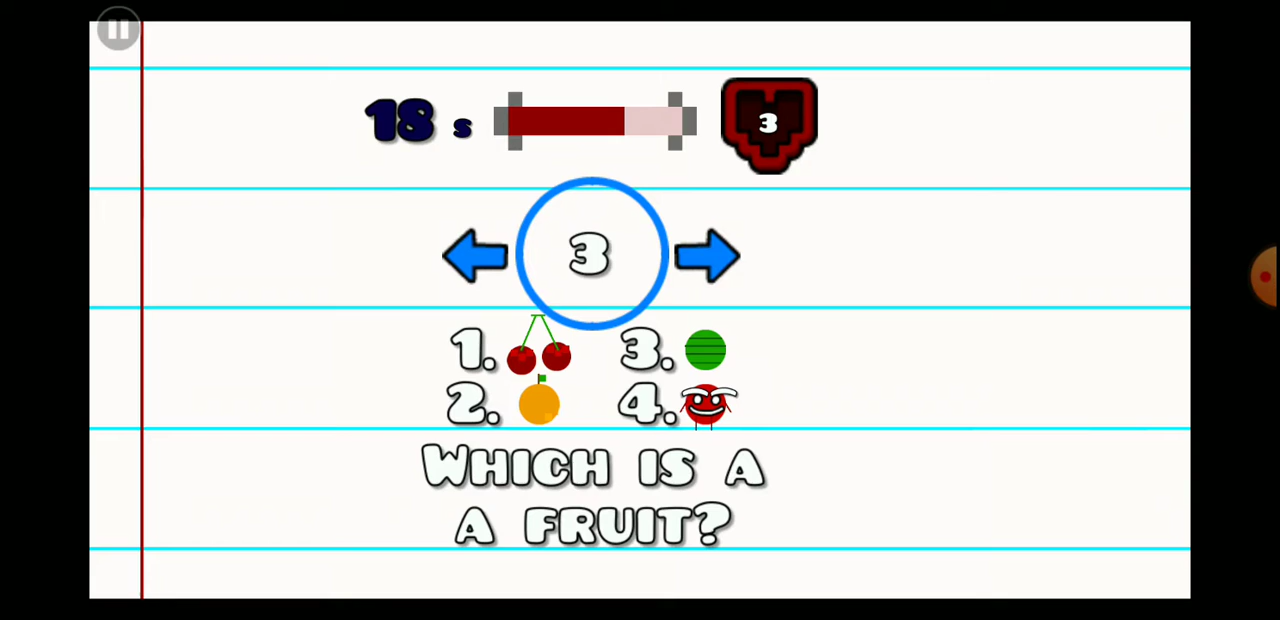 18 s
3
3
1. 3.
2. 4.
WHICH IS A
A FRUIT?